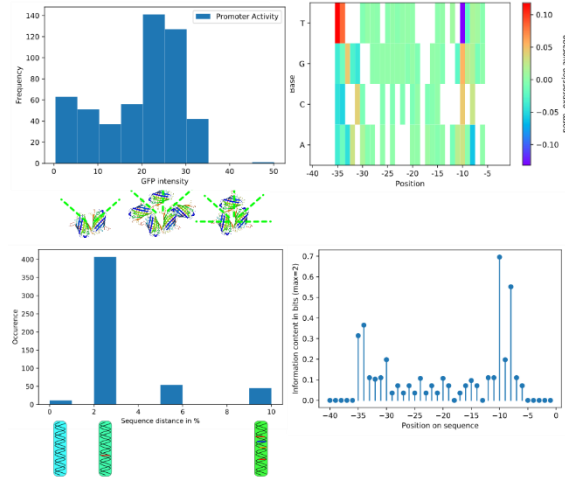 Promoter Activity
140
120
100
80
60
40
20
0
Frequency
0 10 20 30 40 50
GFP intensity
T
G
C
A
Base
-40 -35 -30 -25 -20 -15 -10 -5
Position
0.10
0.05
0.00
-0.05
-0.10
norm. expression average
400
350
300
250
200
150
100
50
0
Occurence
0 2 4 6 8 10
Sequence distance in %
0.7
0.6
0.5
0.4
0.3
0.2
0.1
0.0
Information content in bits (max=2)
-40 -35 -30 -25 -20 -15 -10 -5 0
Position on sequence